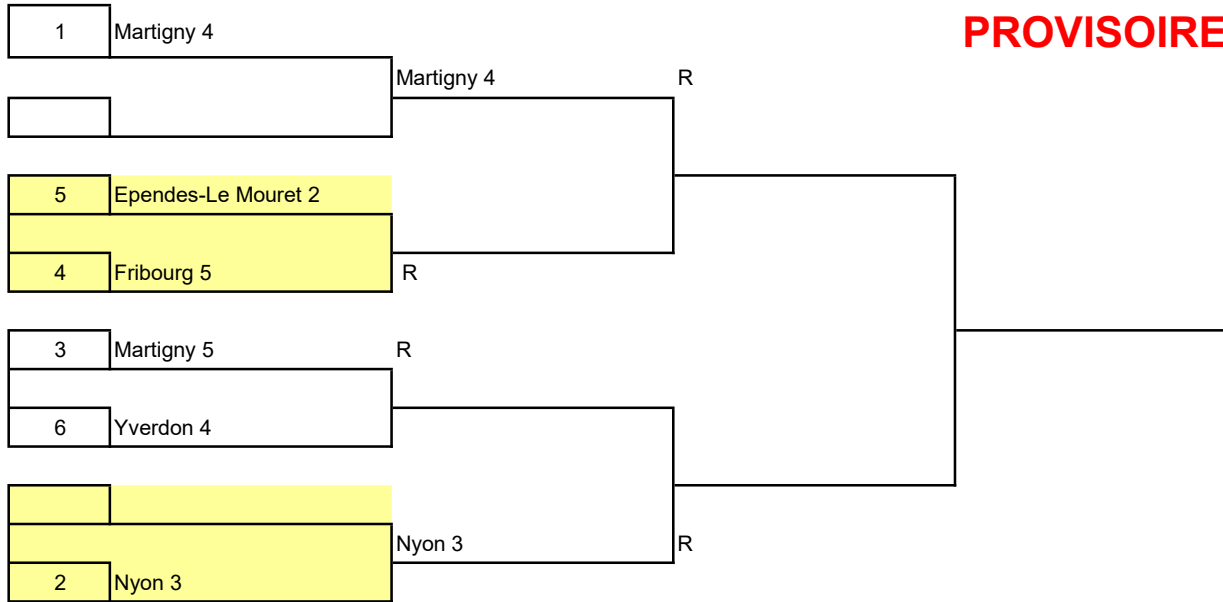 1 Martigny 4
PROVISOIRE
Martigny 4 R
5 Ependes-Le Mouret 2
4 Fribourg 5 R
3 Martigny 5 R
6 Yverdon 4
Nyon 3 R
2 Nyon 3